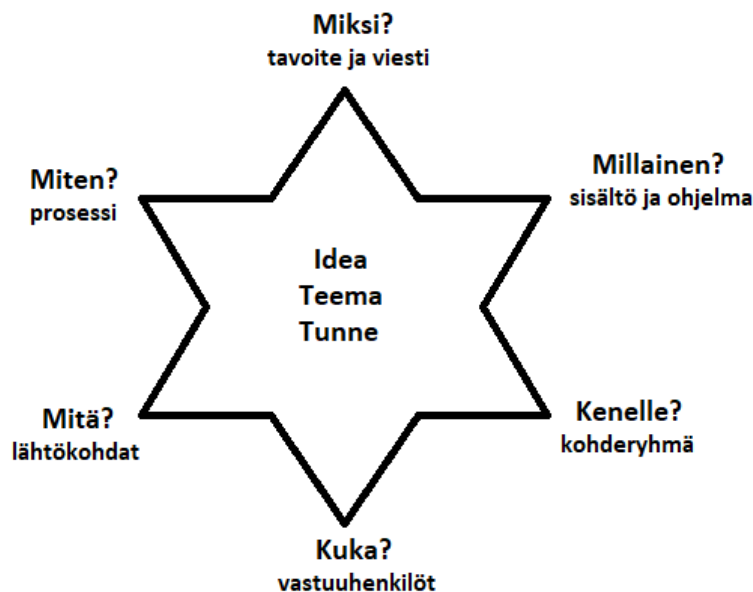 Miksi?
tavoite ja viesti
Millainen?
sisältö ja ohjelma
Miten?
prosessi
Idea
Teema
Tunne
Mitä?
lähtökohdat
Kenelle?
kohderyhmä
Kuka?
vastuuhenkilöt